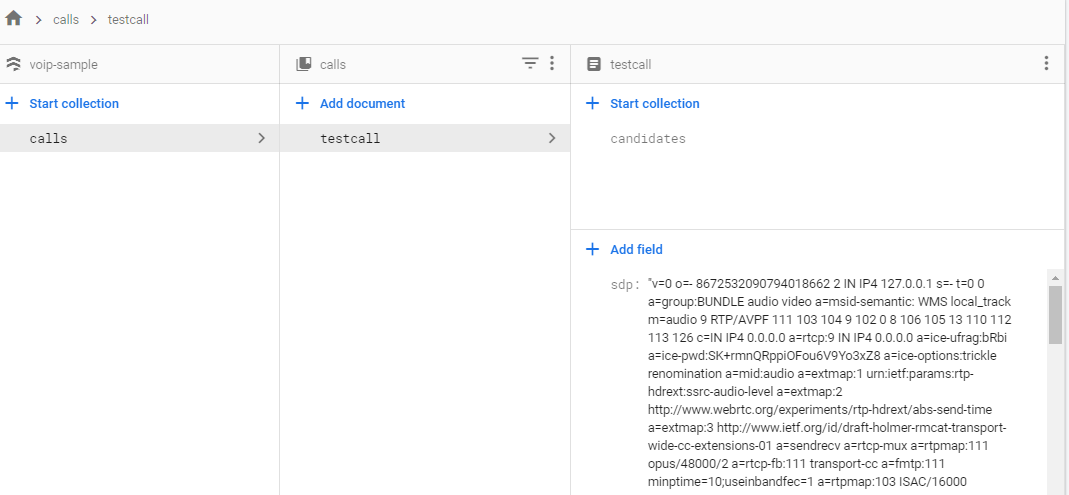 calls > testcall
voip-sample
calls
testcall
+ Start collection
+ Add document
+ Start collection
calls
testcall
candidates
+ Add field
sdp: "v=0 o=- 8672532090794018662 2 IN IP4 127.0.0.1 s=- t=0 0
a=group:BUNDLE audio video a=msid-semantic: WMS local_track
m=audio 9 RTP/AVPF 111 103 104 9 102 0 8 106 105 13 110 112
113 126 c=IN IP4 0.0.0.0 a=rtcp:9 IN IP4 0.0.0.0 a=ice-ufrag:bRbi
a=ice-pwd:SK+rmnQRppiOFou6V9Yo3xZ8 a=ice-options:trickle
renomination a=mid:audio a=extmap:1 urn:ietf:params:rtp-
hdrext:ssrc-audio-level a=extmap:2
http://www.webrtc.org/experiments/rtp-hdrext/abs-send-time
a=extmap:3 http://www.ietf.org/id/draft-holmer-rmcat-transport-
wide-cc-extensions-01 a=sendrecv a=rtcp-mux a=rtpmap:111
opus/48000/2 a=rtcp-fb:111 transport-cc a=fmtp:111
minptime=10;useinbandfec=1 a=rtpmap:103 ISAC/16000